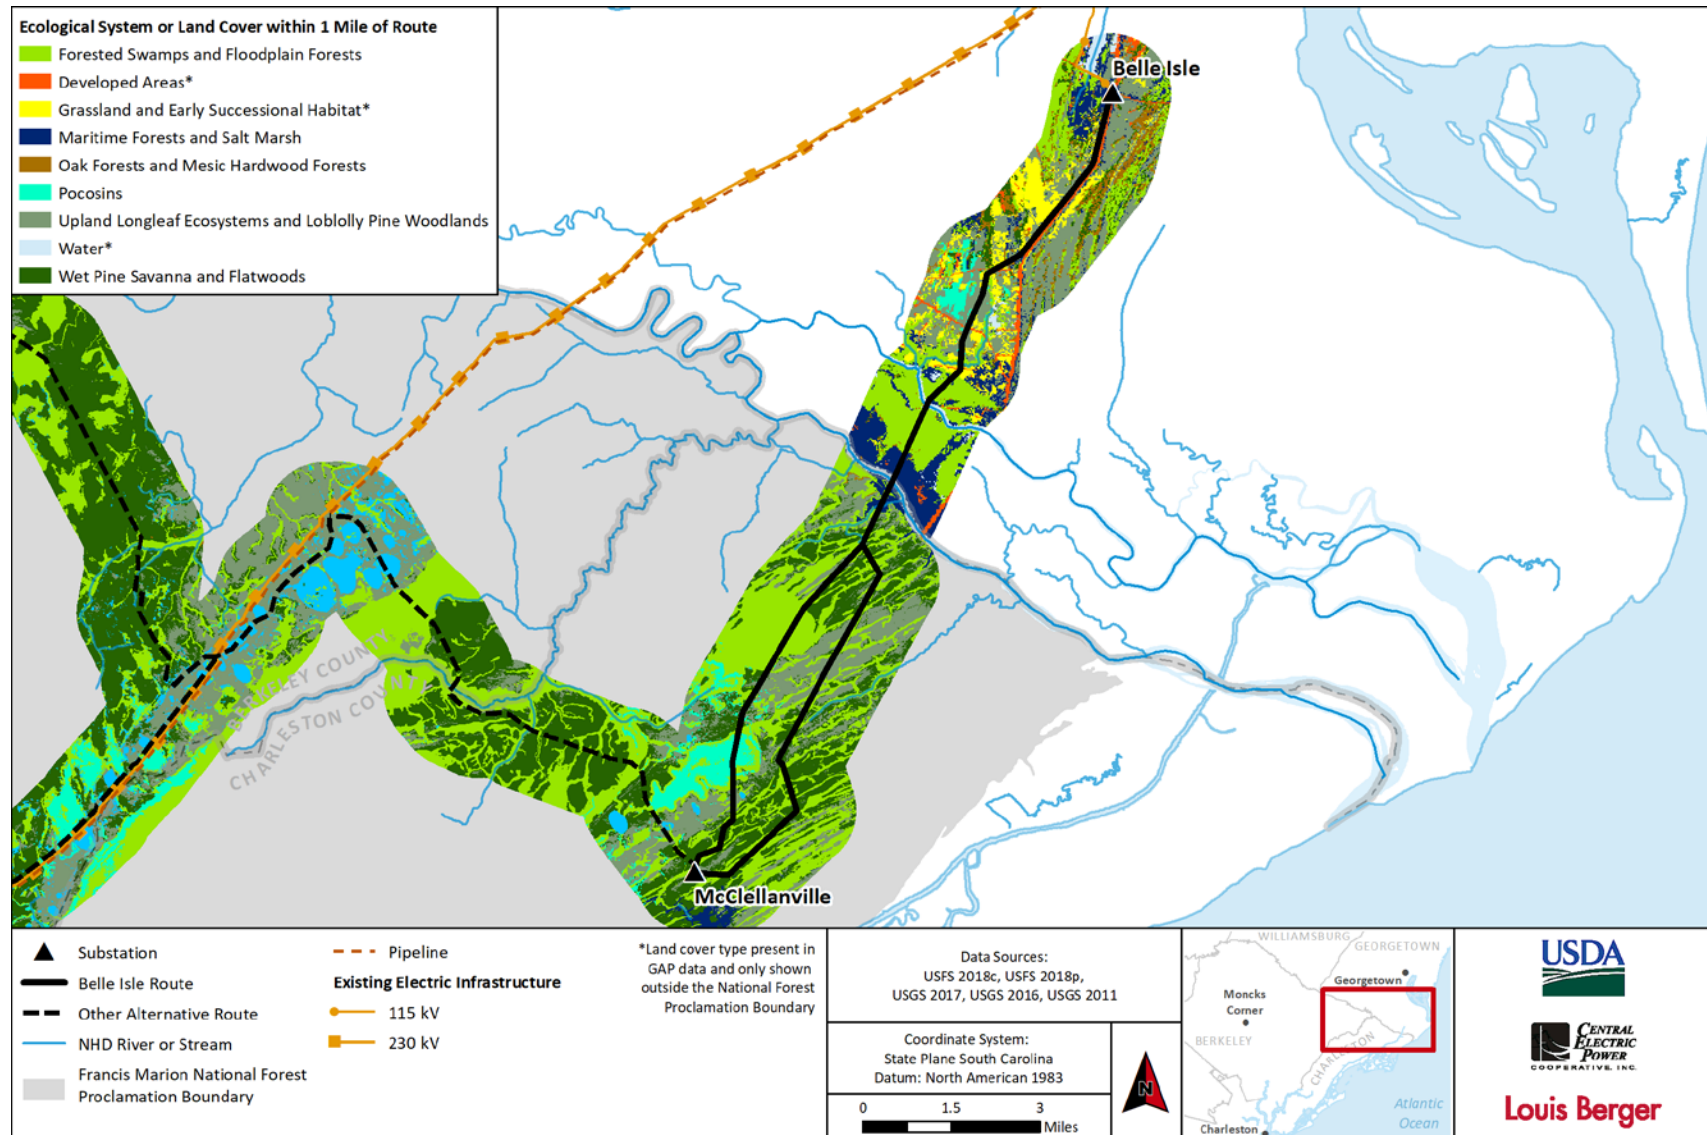 Ecological System or Land Cover within 1 Mile of Route
Forested Swamps and Floodplain Forests
Developed Areas*
Grassland and Early Successional Habitat*
Maritime Forests and Salt Marsh
Oak Forests and Mesic Hardwood Forests
Pocosins
Upland Longleaf Ecosystems and Loblolly Pine Woodlands
Water*
Wet Pine Savanna and Flatwoods
Belle Isle
BERKELEY COUNTY
CHARLESTON COUNTY
McClellanville
Substation
Belle Isle Route
Other Alternative Route
NHD River or Stream
Francis Marion National Forest
Proclamation Boundary
Pipeline
Existing Electric Infrastructure
115 kV
230 kV
*Land cover type present in
GAP data and only shown
outside the National Forest
Proclamation Boundary
Data Sources:
USFS 2018c, USFS 2018p,
USGS 2017, USGS 2016, USGS 2011
Coordinate System:
State Plane South Carolina
Datum: North American 1983
0 1.5 3
Miles
N
WILLIAMSBURG
GEORGETOWN
Georgetown
Moncks
Corner
BERKELEY
CHARLESTON
Atlantic
Ocean
Charleston
USDA
CENTRAL
ELECTRIC
POWER
COOPERATIVE, INC.
Louis Berger